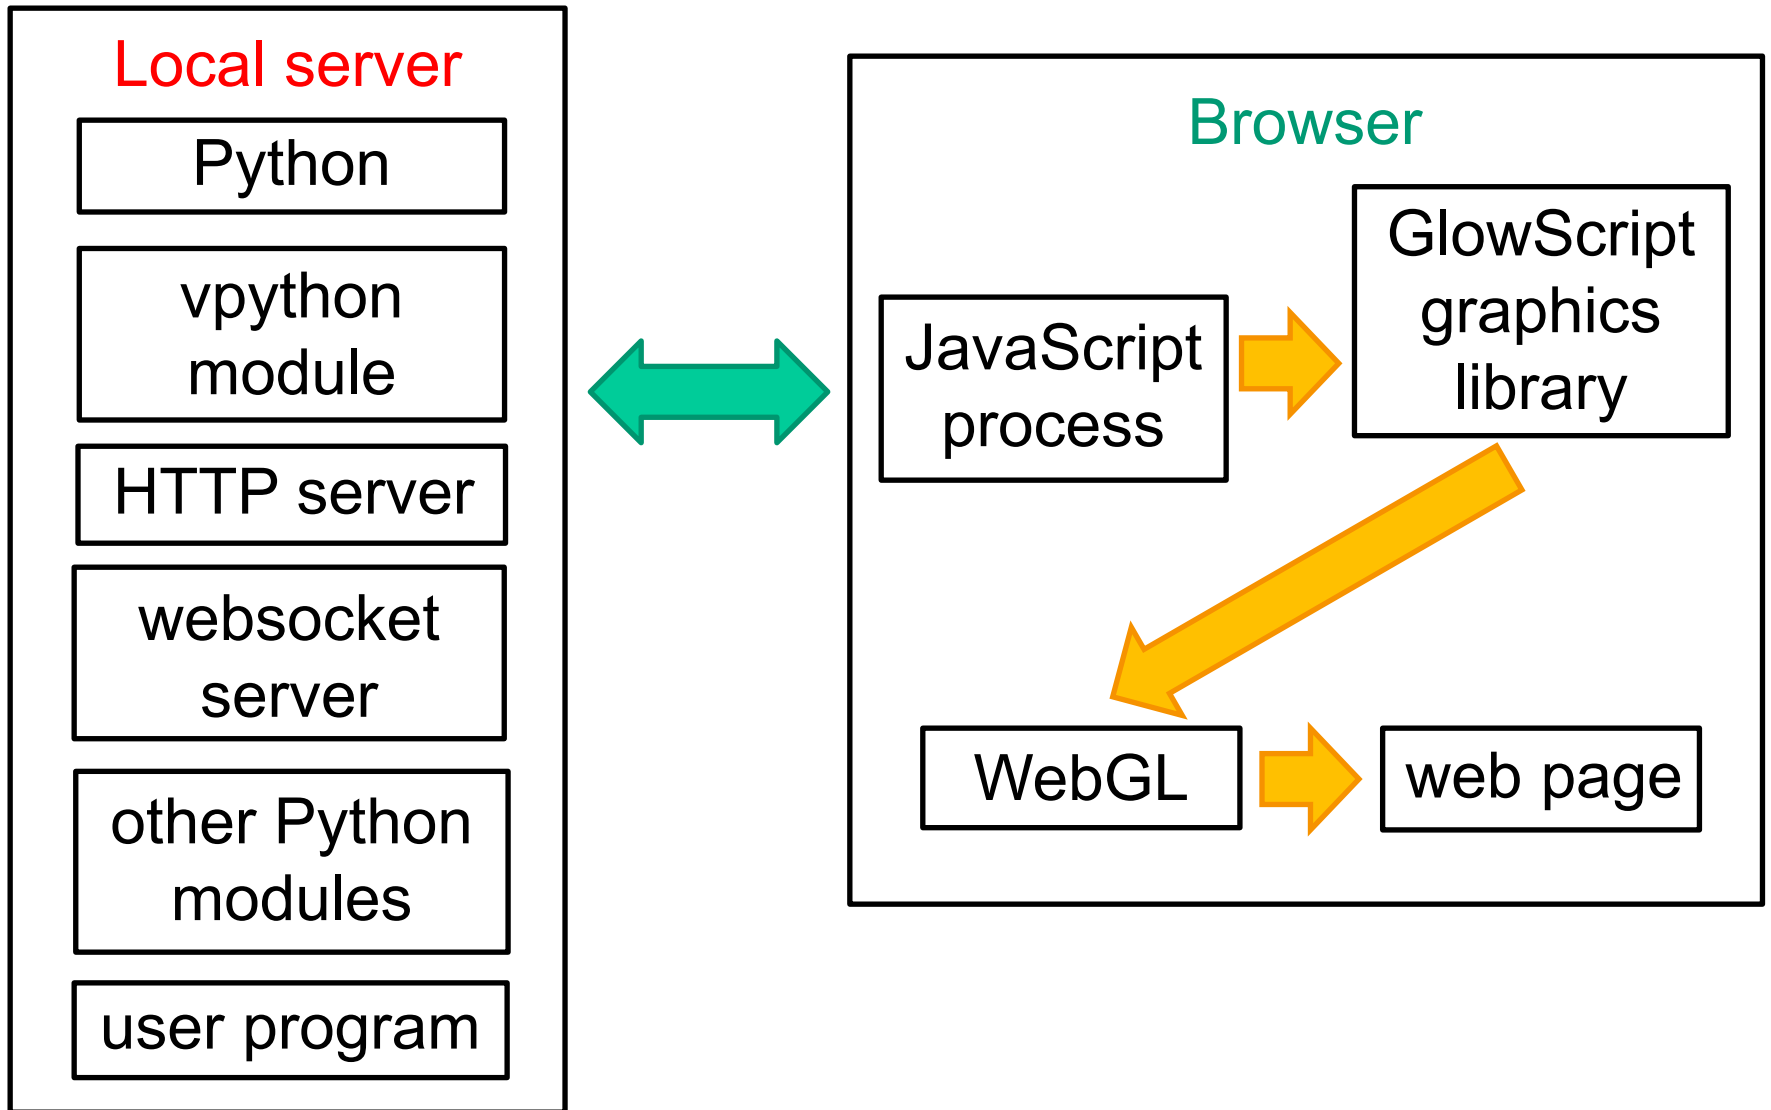 Local server
Python
vpython
module
HTTP server
websocket
server
other Python
modules
user program
Browser
JavaScript
process
GlowScript
graphics
library
WebGL
web page